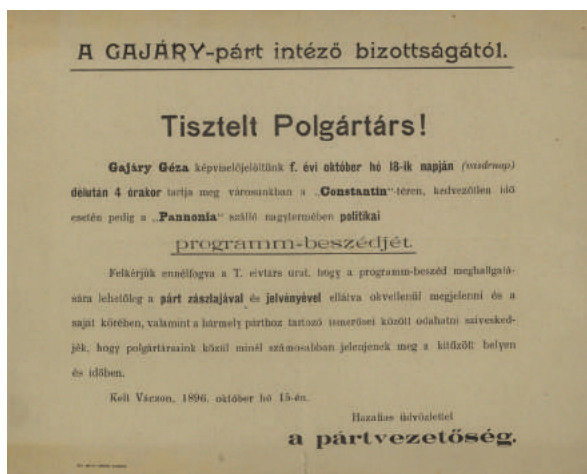 A GAJÁRY-párt intéző bizottságától.
Tisztelt Polgártárs!
Gajáry Géza képviselőjelöltünk f. évi október hó 18-ik napján (vasárnap)
délután 4 órakor tartja meg városunkban a „Constantin“-téren, kedvezőtlen idő
esetén pedig a „Pannonia“ szálló nagytermében politikai
programm-beszédjét.
Felkérjük ennélfogva a T. czivtárs urat, hogy a programm-beszéd meghallgatá-
sára lehetőleg a párt zászlajával és jelvényével ellátva okvetlenül megjelenni és a
saját körében, valamint a bármely párthoz tartozó ismerősei között odahatni szívesked-
jék, hogy polgártársaink közül minél számosabban jelenjenek meg a kitűzött helyen
és időben.
Kelt Váczon, 1896. október hó 15-én.
Hazafias üdvözlettel
a pártvezetőség.